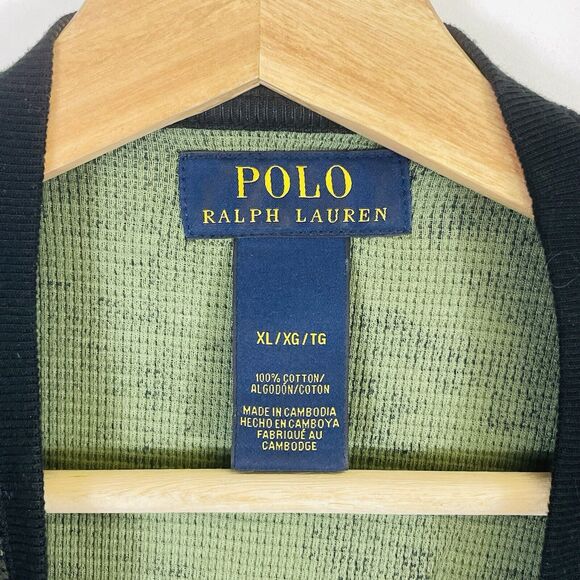 POLO
RALPH LAUREN
XL/XG/TG
100% COTTON/
ALGODÓN/COTON
MADE IN CAMBODIA
HECHO EN CAMBOYA
FABRIQUÉ AU
CAMBODGE